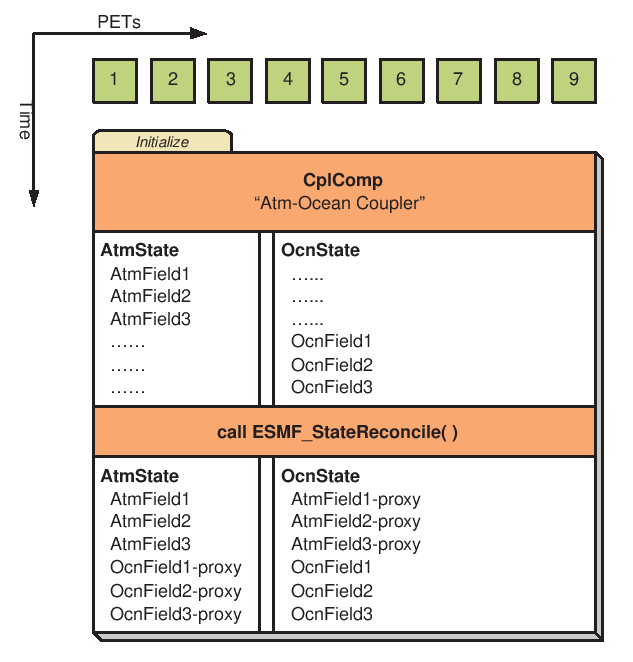 PETs
Time
1 2 3 4 5 6 7 8 9
Initialize
CplComp
“Atm-Ocean Coupler”
AtmState
AtmField1
AtmField2
AtmField3
……
……
……
OcnState
…...
…...
…...
OcnField1
OcnField2
OcnField3
call ESMF_StateReconcile( )
AtmState
AtmField1
AtmField2
AtmField3
OcnField1-proxy
OcnField2-proxy
OcnField3-proxy
OcnState
AtmField1-proxy
AtmField2-proxy
AtmField3-proxy
OcnField1
OcnField2
OcnField3